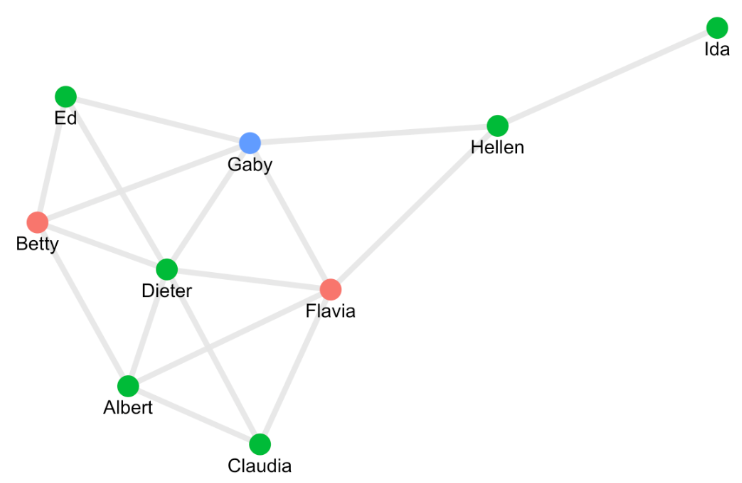 Ida
Ed
Hellen
Gaby
Betty
Dieter
Flavia
Albert
Claudia